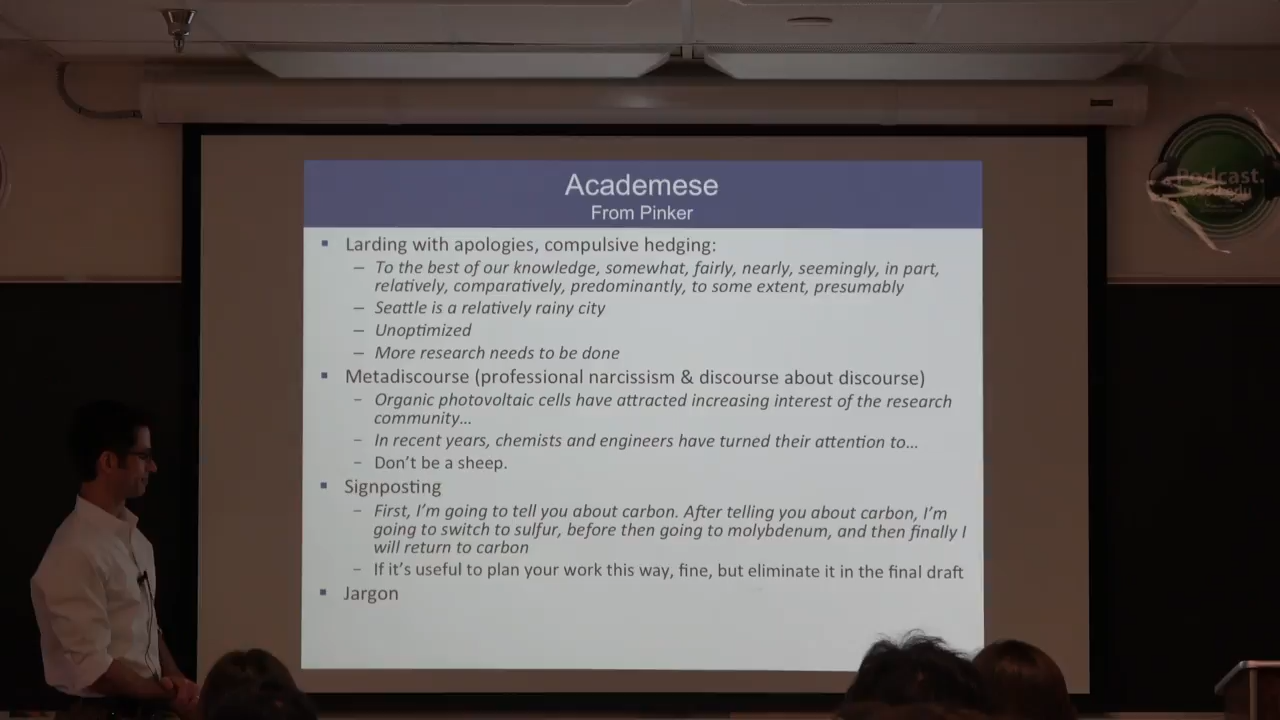 Academese
From Pinker
▪ Larding with apologies, compulsive hedging:
– To the best of our knowledge, somewhat, fairly, nearly, seemingly, in part,
relatively, comparatively, predominantly, to some extent, presumably
– Seattle is a relatively rainy city
– Unoptimized
– More research needs to be done
▪ Metadiscourse (professional narcissism & discourse about discourse)
– Organic photovoltaic cells have attracted increasing interest of the research
community…
– In recent years, chemists and engineers have turned their attention to…
– Don't be a sheep.
▪ Signposting
– First, I'm going to tell you about carbon. After telling you about carbon, I'm
going to switch to sulfur, before then going to molybdenum, and then finally I
will return to carbon
– If it's useful to plan your work this way, fine, but eliminate it in the final draft
▪ Jargon
Podcast.